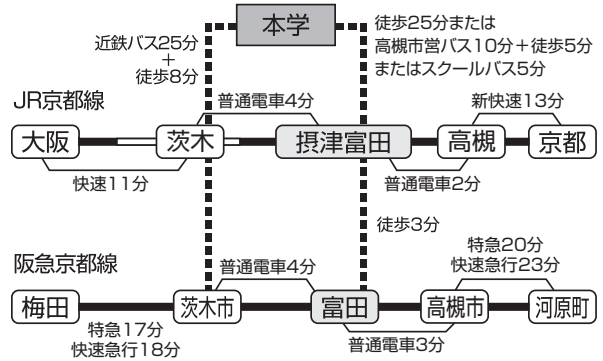 本学
近鉄バス25分
+
徒歩8分
徒歩25分または
高槻市営バス10分+徒歩5分
またはスクールバス5分
JR京都線
普通電車4分
新快速13分
大阪
茨木
摂津富田
高槻
京都
快速11分
普通電車2分
徒歩3分
阪急京都線
普通電車4分
特急20分
快速急行23分
梅田
茨木市
富田
高槻市
河原町
特急17分
快速急行18分
普通電車3分